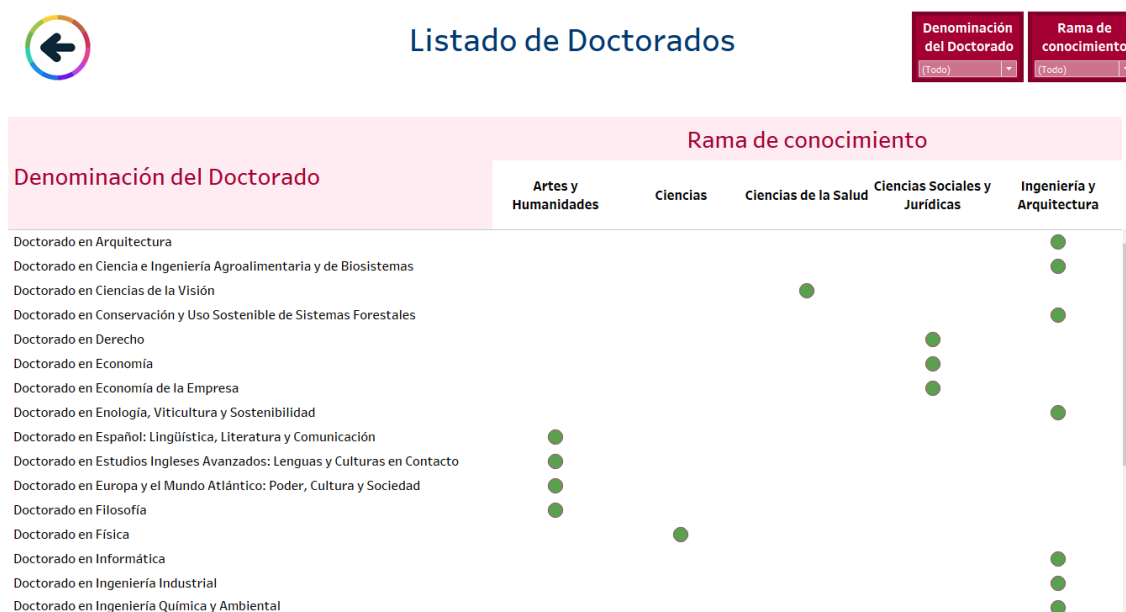 Listado de Doctorados
Denominación
del Doctorado
(Todo)
Rama de
conocimiento
(Todo)
Rama de conocimiento
Denominación del Doctorado
Artes y
Humanidades
Ciencias
Ciencias de la Salud
Ciencias Sociales y
Jurídicas
Ingeniería y
Arquitectura
Doctorado en Arquitectura
Doctorado en Ciencia e Ingeniería Agroalimentaria y de Biosistemas
Doctorado en Ciencias de la Visión
Doctorado en Conservación y Uso Sostenible de Sistemas Forestales
Doctorado en Derecho
Doctorado en Economía
Doctorado en Economía de la Empresa
Doctorado en Enología, Viticultura y Sostenibilidad
Doctorado en Español: Lingüística, Literatura y Comunicación
Doctorado en Estudios Ingleses Avanzados: Lenguas y Culturas en Contacto
Doctorado en Europa y el Mundo Atlántico: Poder, Cultura y Sociedad
Doctorado en Filosofía
Doctorado en Física
Doctorado en Informática
Doctorado en Ingeniería Industrial
Doctorado en Ingeniería Química y Ambiental